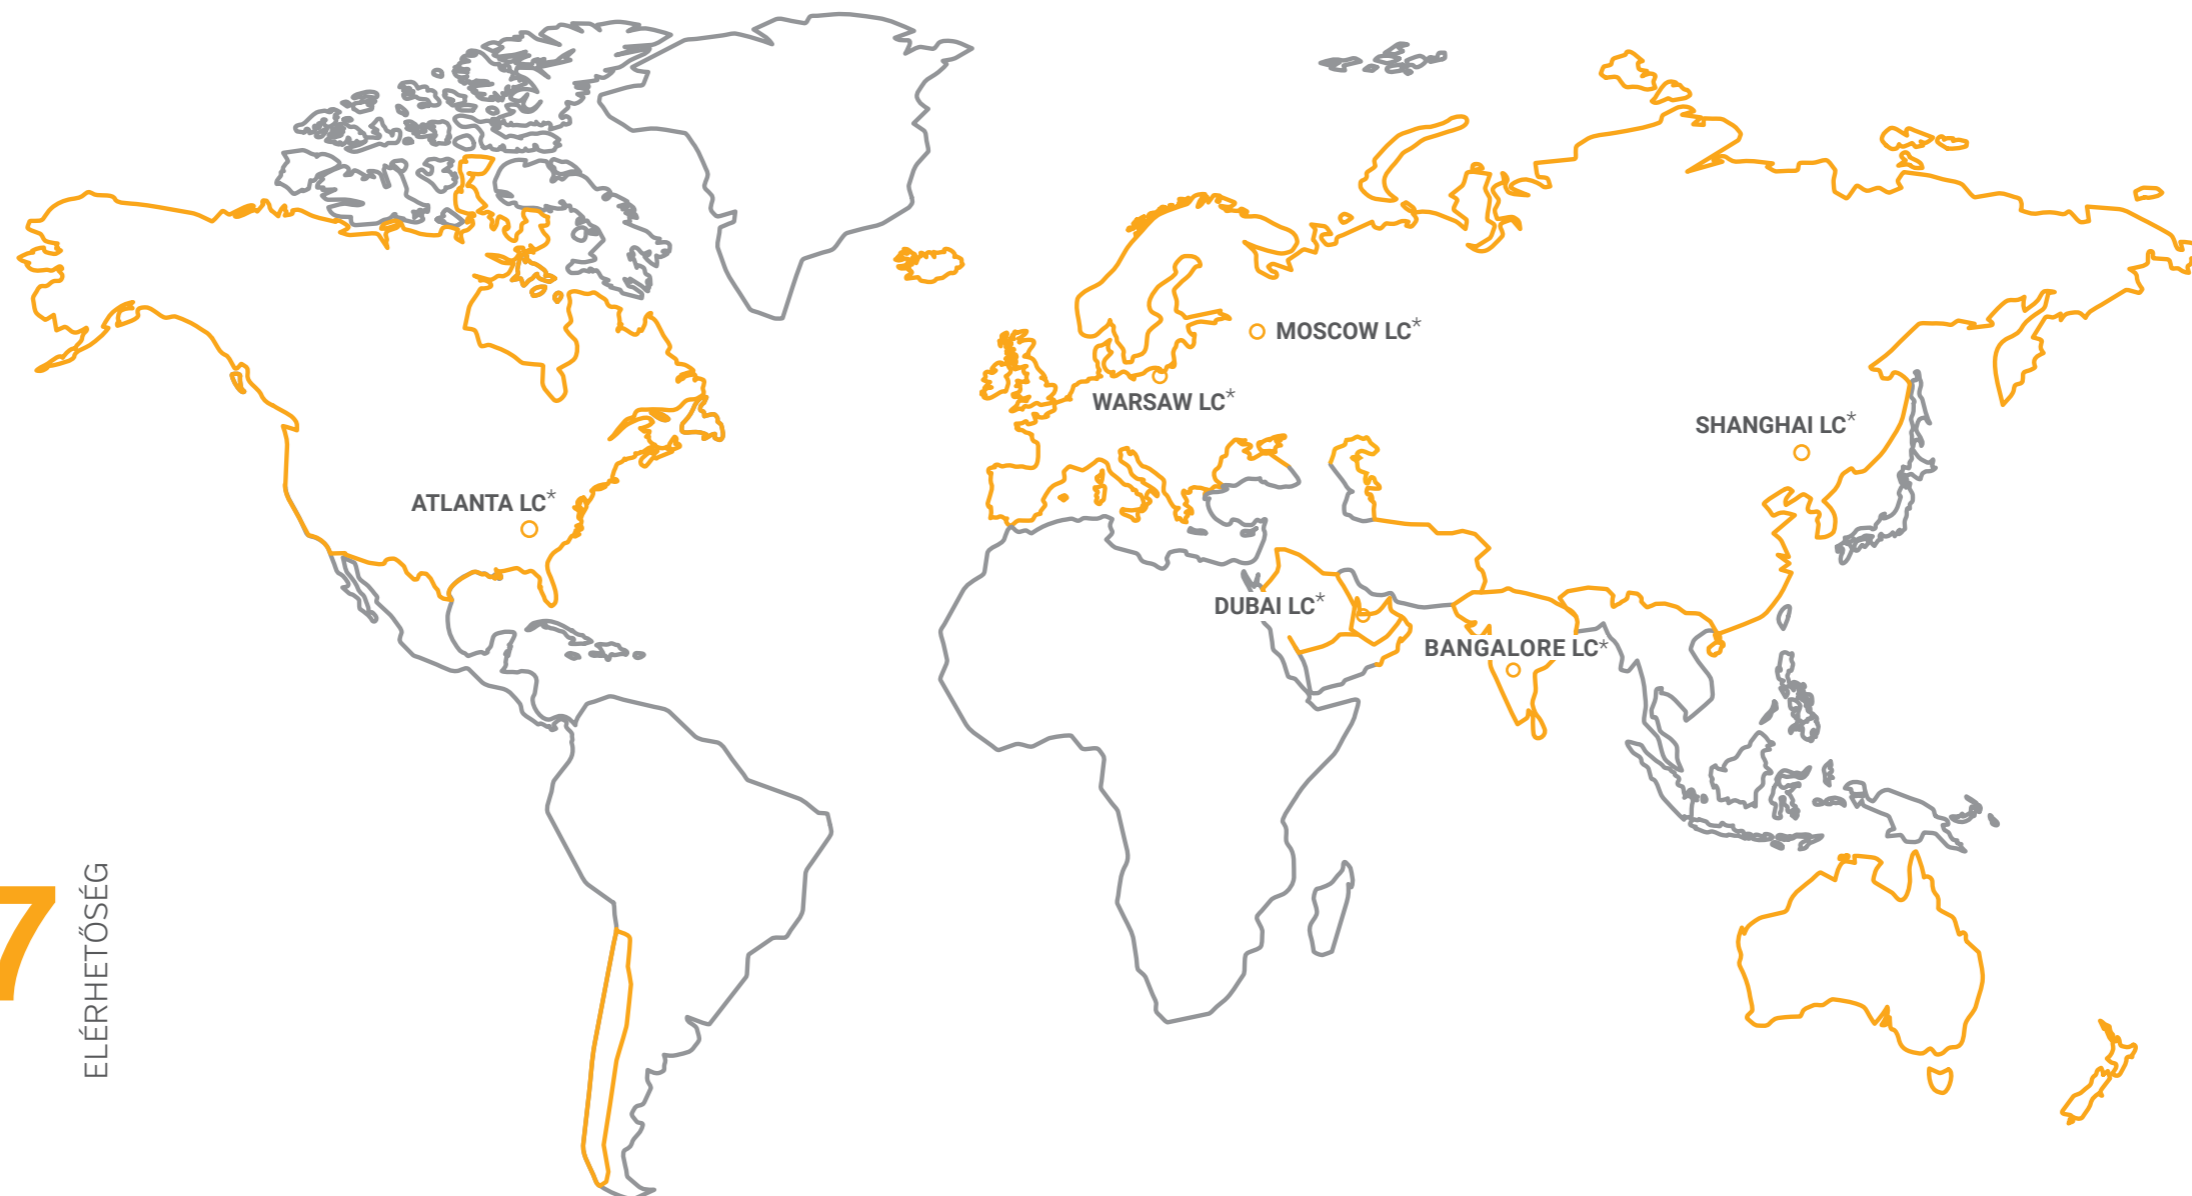 MOSCOW LC*
WARSAW LC*
SHANGHAI LC*
ATLANTA LC*
DUBAI LC*
BANGALORE LC*
7
ELÉRHETŐSÉG